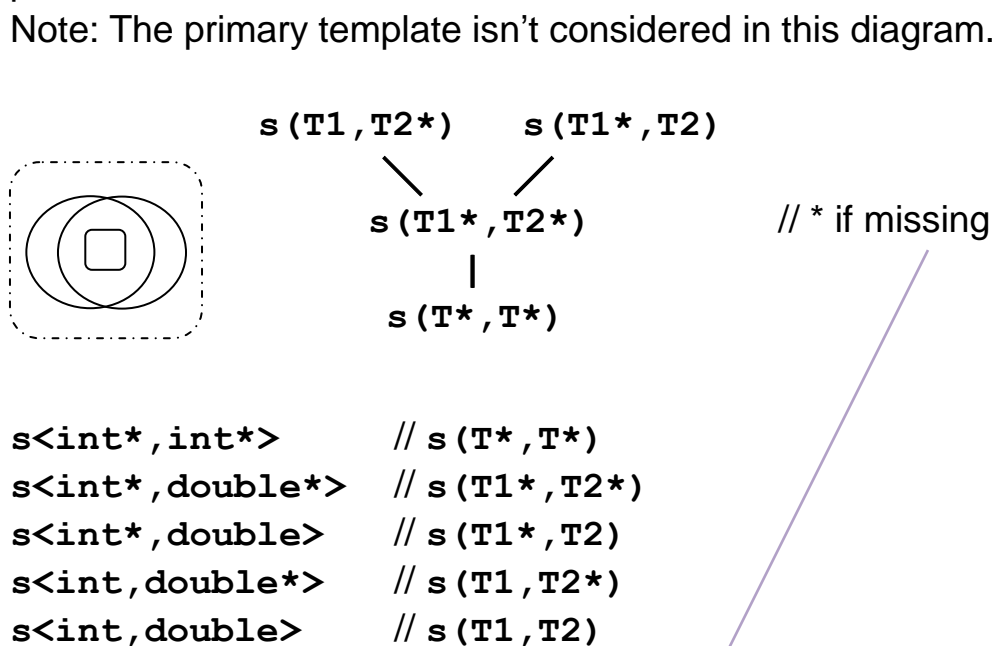 Note: The primary template isn't considered in this diagram.
s(T1,T2*) s(T1*,T2)
s(T1*,T2*) // * if missing
s(T*,T*)
s<int*,int*> // s(T*,T*)
s<int*,double*> // s(T1*,T2*)
s<int*,double> // s(T1*,T2)
s<int,double*> // s(T1,T2*)
s<int,double> // s(T1,T2)